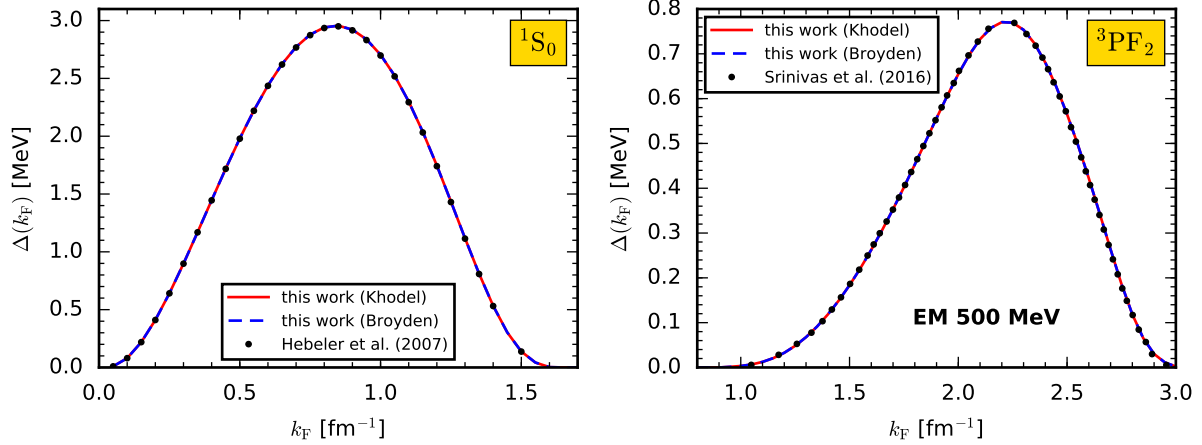 3.0
2.5
2.0
1.5
1.0
0.5
0.0
Δ(k_F) [MeV]
¹S₀
this work (Khodel)
this work (Broyden)
Hebeler et al. (2007)
0.0 0.5 1.0 1.5
k_F [fm⁻¹]
0.8
0.7
0.6
0.5
0.4
0.3
0.2
0.1
0.0
Δ(k_F) [MeV]
this work (Khodel)
this work (Broyden)
Srinivas et al. (2016)
³PF₂
EM 500 MeV
1.0 1.5 2.0 2.5 3.0
k_F [fm⁻¹]